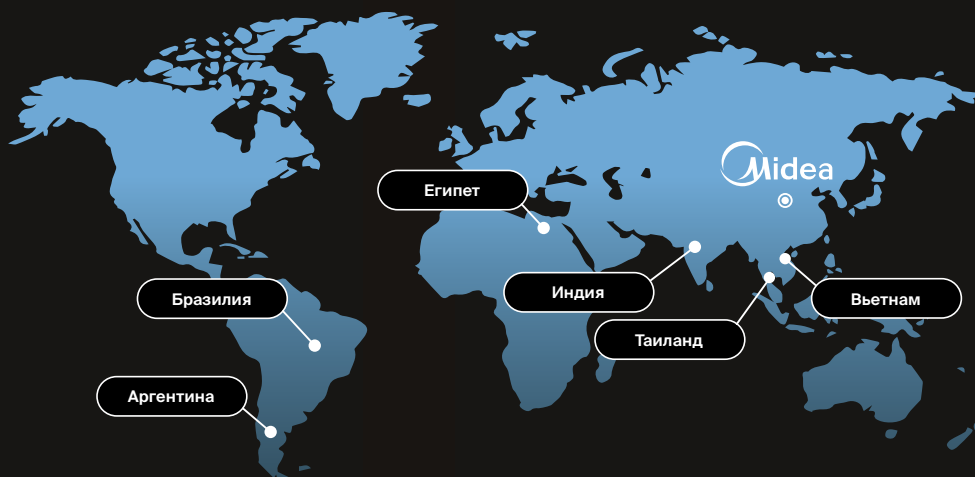 Midea
Египет
Индия
Бразилия
Вьетнам
Таиланд
Аргентина